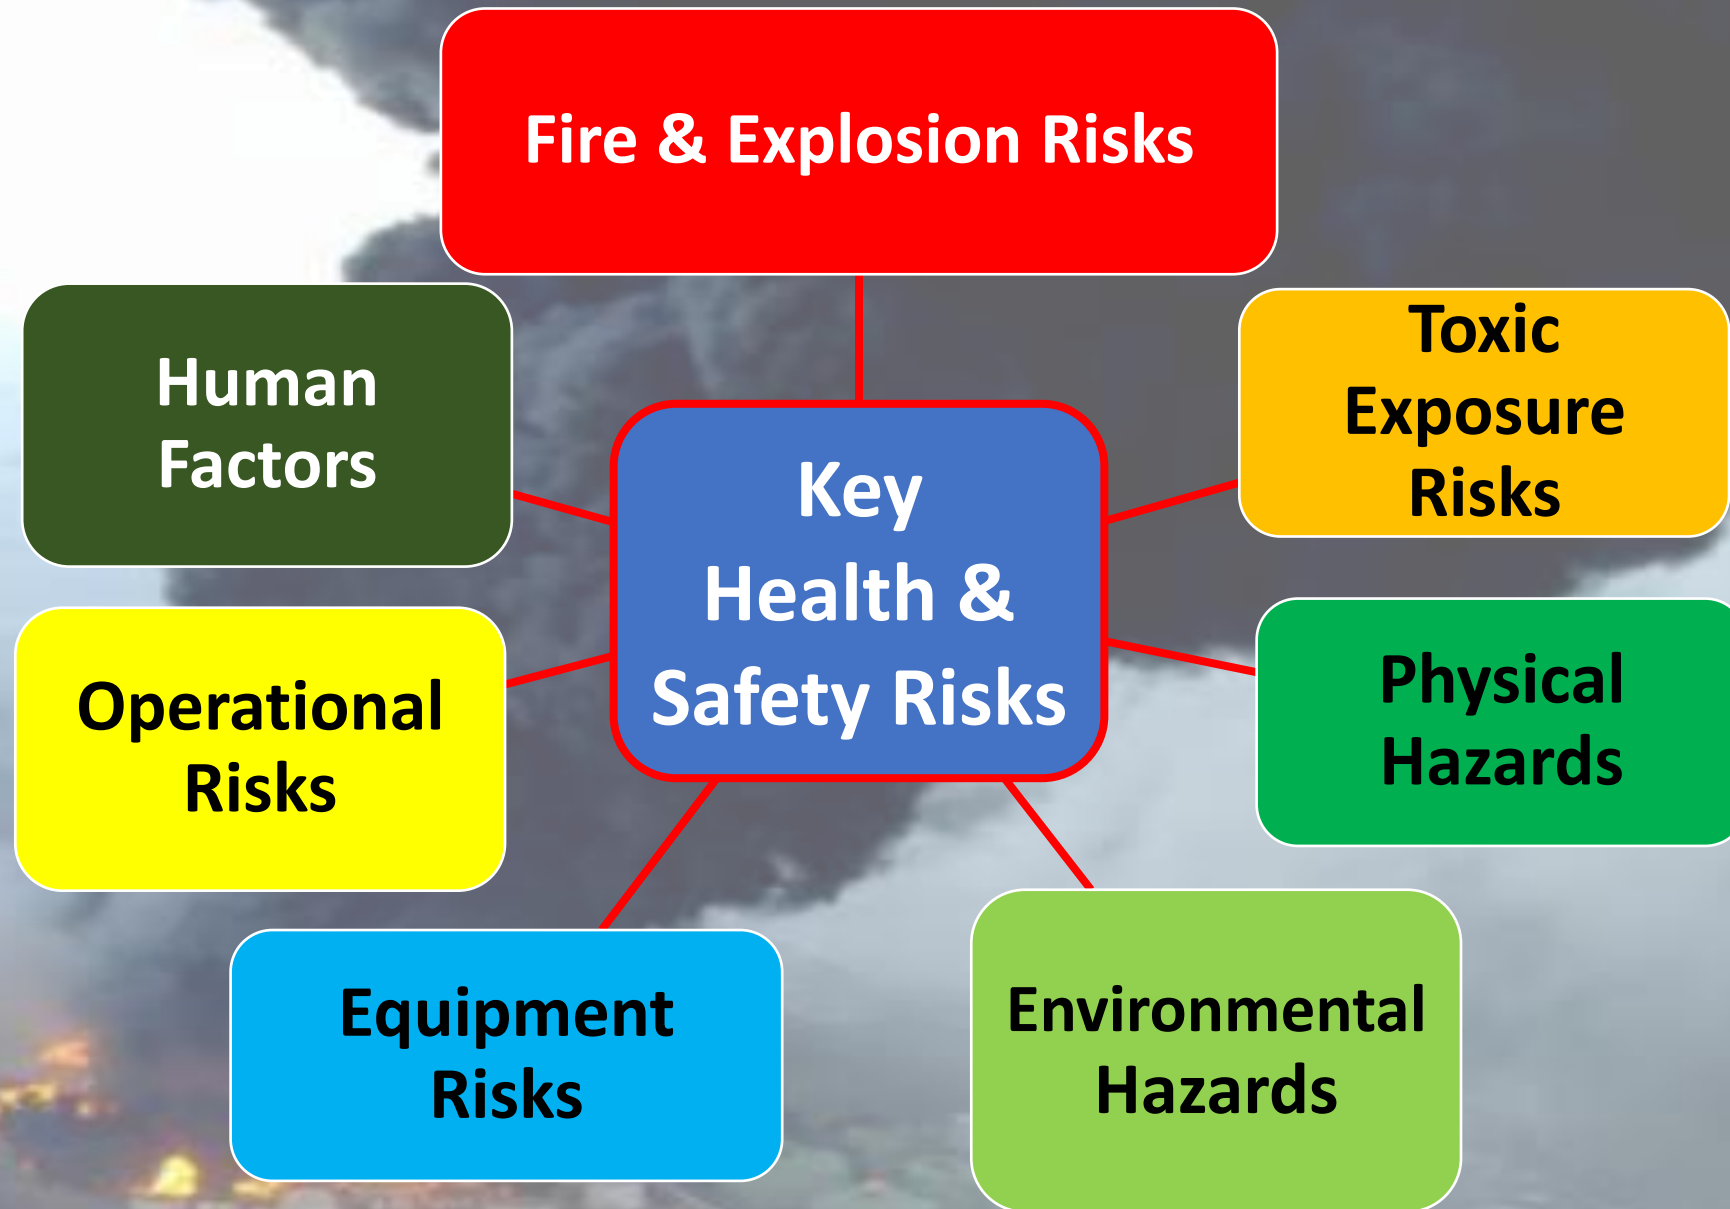 Fire & Explosion Risks
Toxic
Exposure
Risks
Physical
Hazards
Environmental
Hazards
Equipment
Risks
Operational
Risks
Human
Factors
Key
Health &
Safety Risks